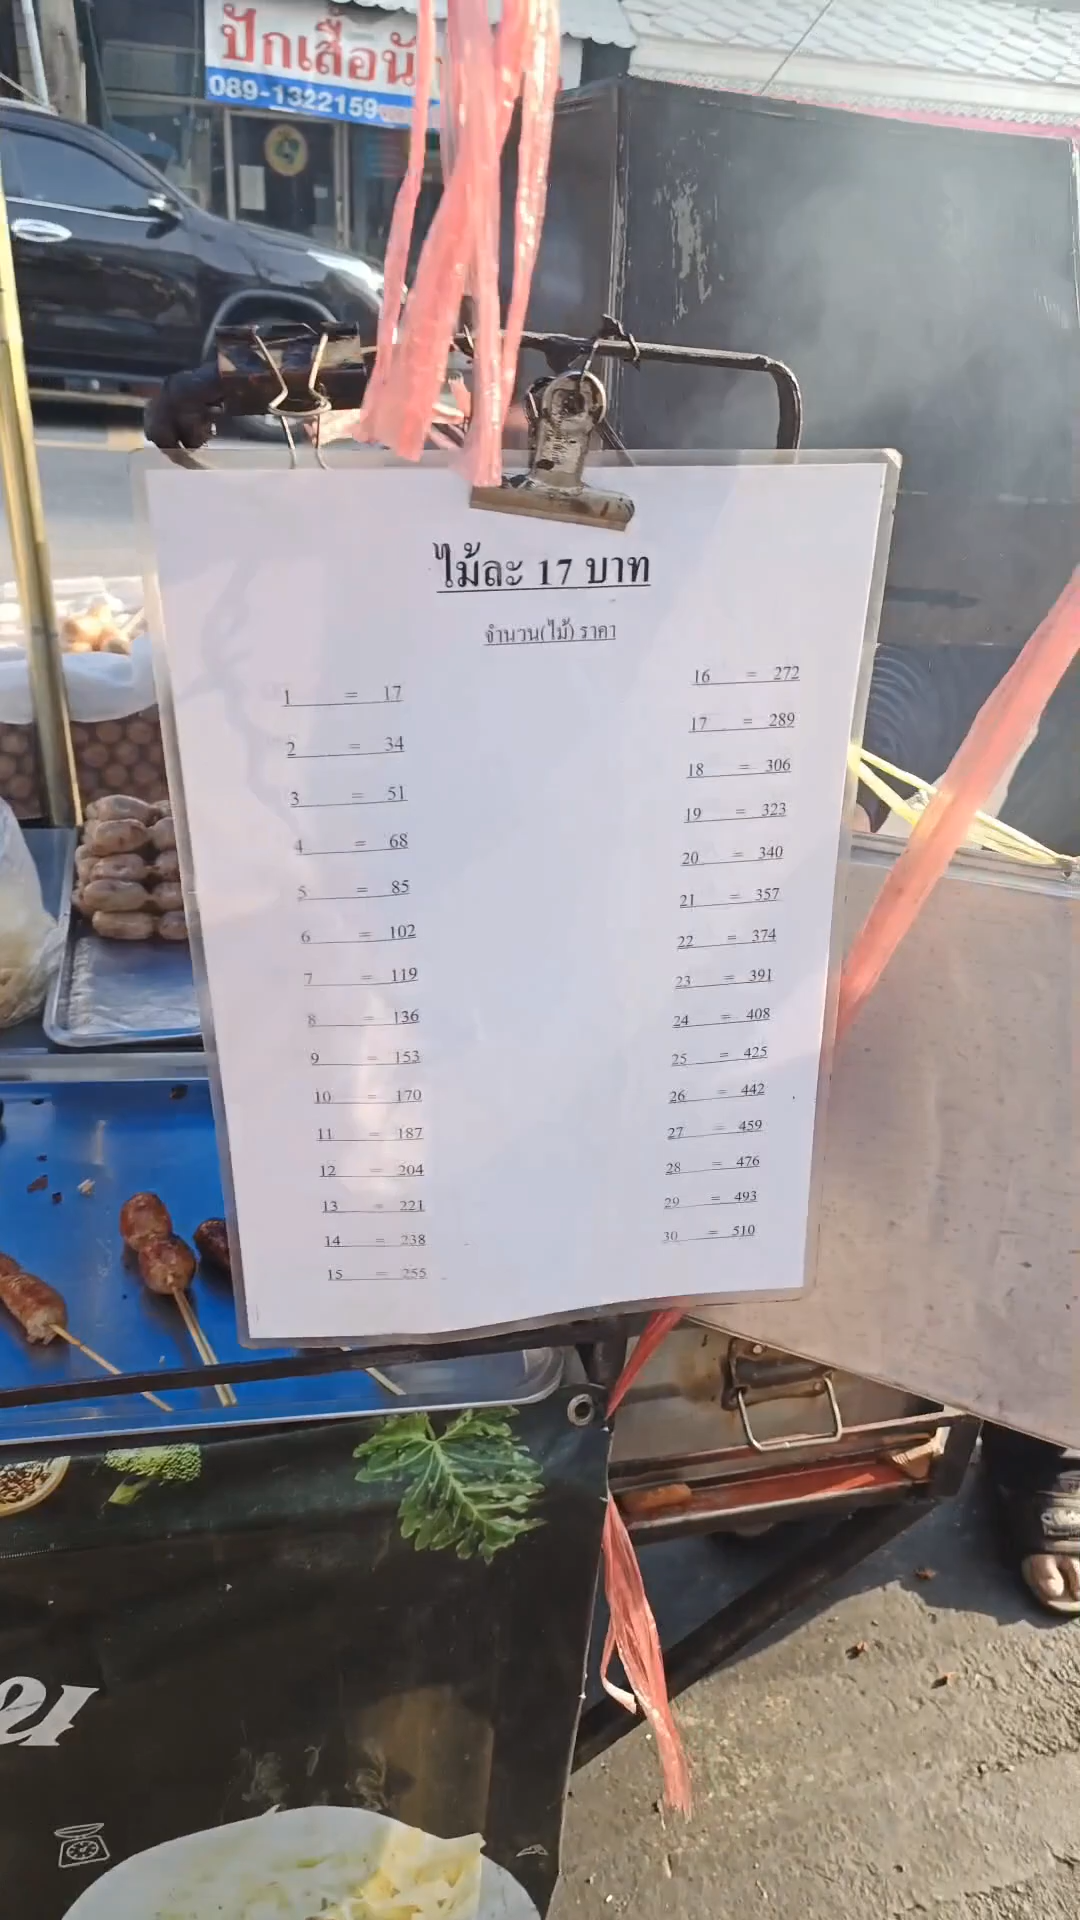 ปักเสื้อนั
089-1322159
ไม้ละ 17 บาท
จำนวน(ไม้) ราคา
1 = 17
2 = 34
3 = 51
4 = 68
5 = 85
6 = 102
7 = 119
8 = 136
9 = 153
10 = 170
11 = 187
12 = 204
13 = 221
14 = 238
15 = 255
16 = 272
17 = 289
18 = 306
19 = 323
20 = 340
21 = 357
22 = 374
23 = 391
24 = 408
25 = 425
26 = 442
27 = 459
28 = 476
29 = 493
30 = 510